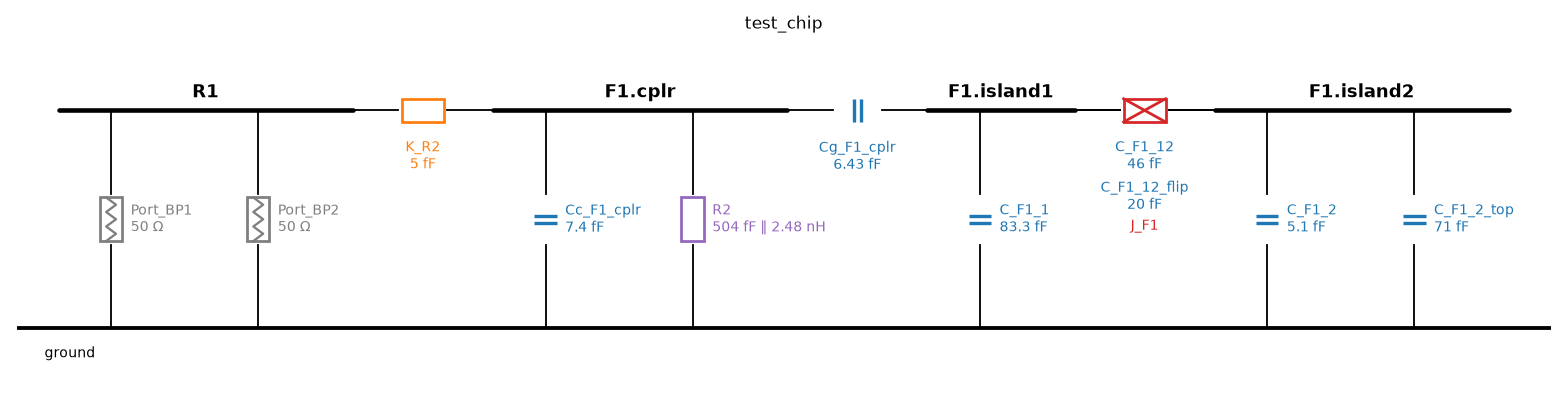 test_chip
R1
F1.cplr
F1.island1
F1.island2
K_R2
5 fF
Cg_F1_cplr
6.43 fF
C_F1_12
46 fF
C_F1_12_flip
20 fF
J_F1
Port_BP1
50 Ω
Port_BP2
50 Ω
Cc_F1_cplr
7.4 fF
R2
504 fF ∥ 2.48 nH
C_F1_1
83.3 fF
C_F1_2
5.1 fF
C_F1_2_top
71 fF
ground